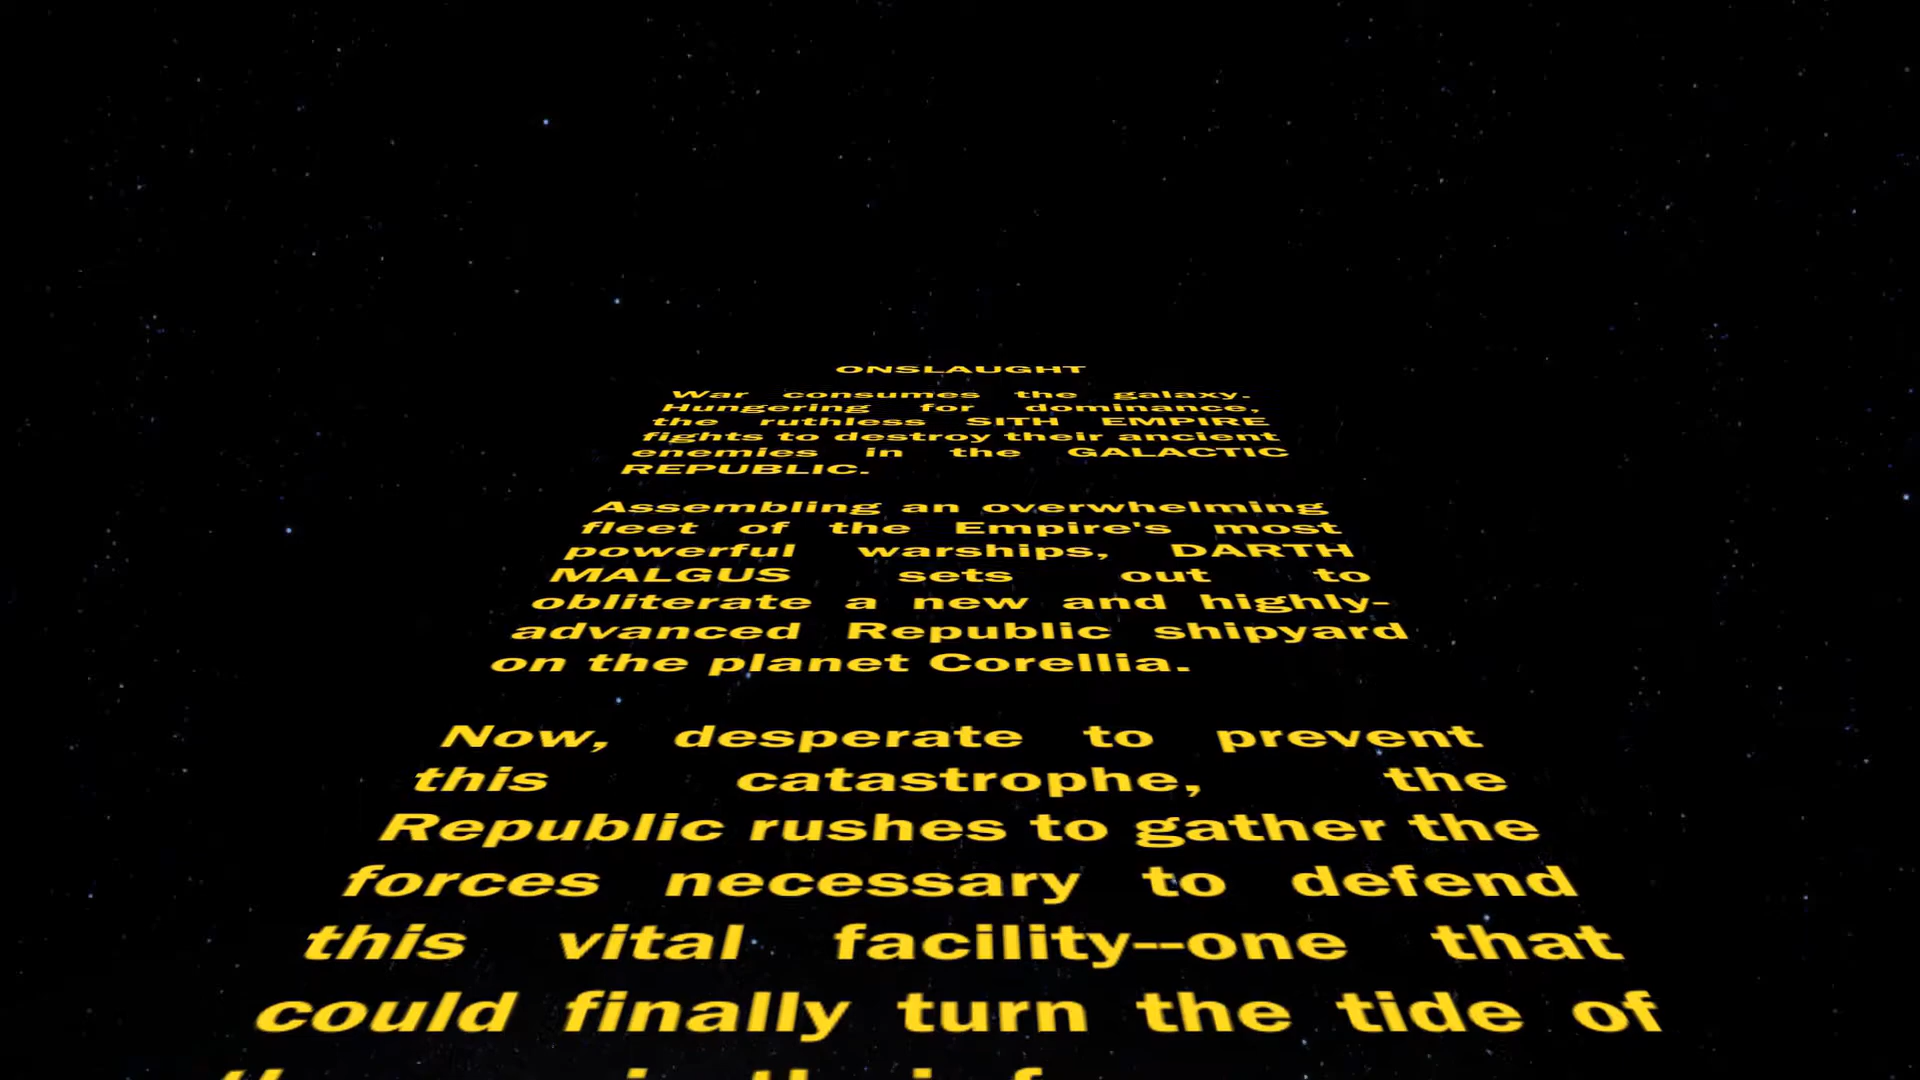 ONSLAUGHT
War consumes the galaxy.
Hungering for dominance,
the ruthless SITH EMPIRE
fights to destroy their ancient
enemies in the GALACTIC
REPUBLIC.
Assembling an overwhelming
fleet of the Empire's most
powerful warships, DARTH
MALGUS sets out to
obliterate a new and highly-
advanced Republic shipyard
on the planet Corellia.
Now, desperate to prevent
this catastrophe, the
Republic rushes to gather the
forces necessary to defend
this vital facility--one that
could finally turn the tide of